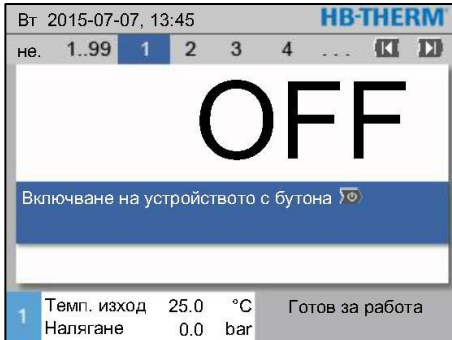 Вт 2015-07-07, 13:45 HB-THERM
не. 1..99 1 2 3 4 ...
OFF
Включване на устройството с бутона
1 Темп. изход 25.0 °C Готов за работа
Налягане 0.0 bar